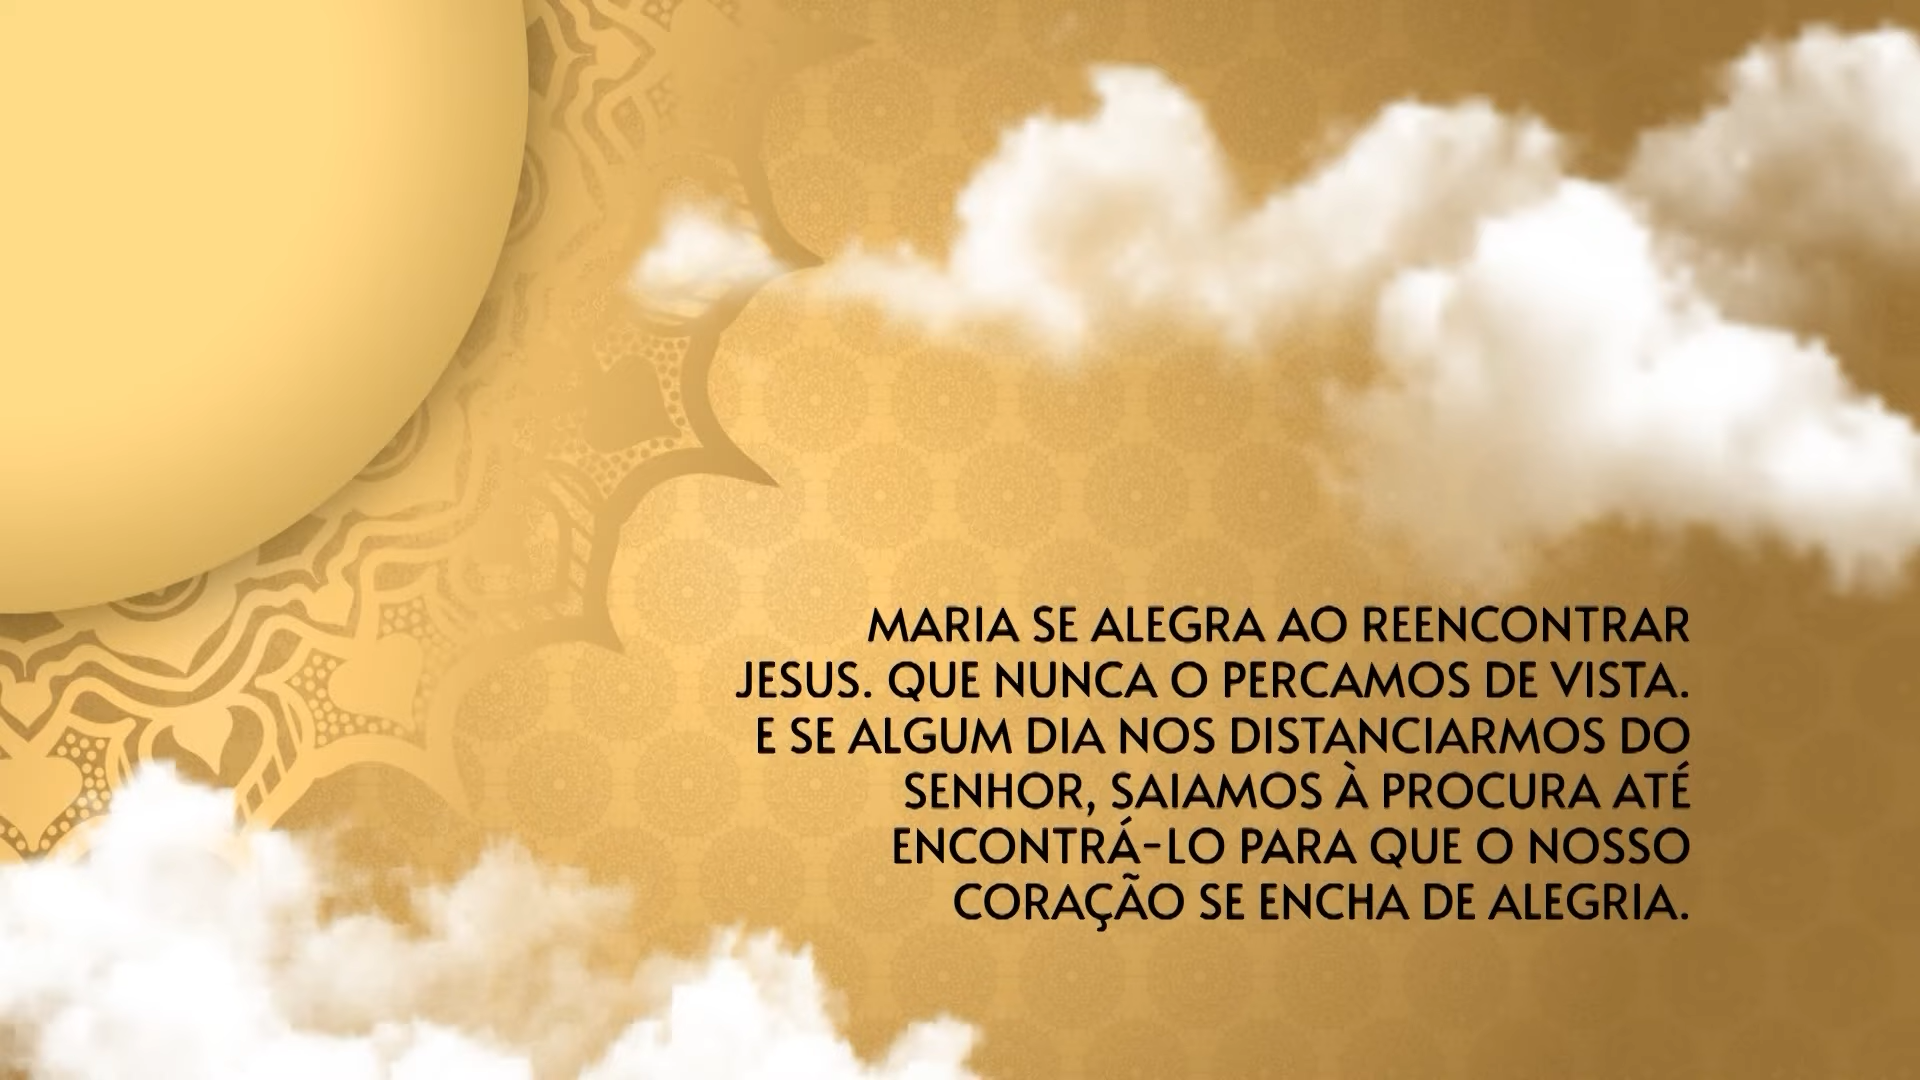 MARIA SE ALEGRA AO REENCONTRAR
JESUS. QUE NUNCA O PERCAMOS DE VISTA.
E SE ALGUM DIA NOS DISTANCIARMOS DO
SENHOR, SAIAMOS À PROCURA ATÉ
ENCONTRÁ-LO PARA QUE O NOSSO
CORAÇÃO SE ENCHA DE ALEGRIA.